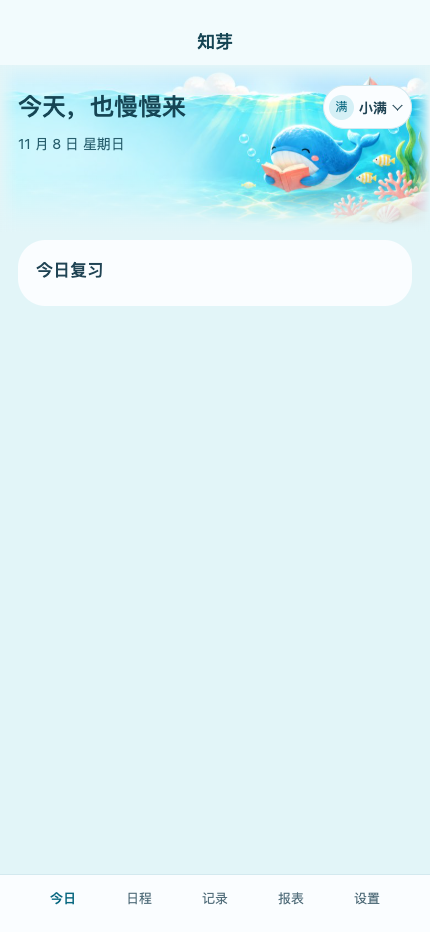 知芽
今天，也慢慢来
满 小满
11 月 8 日 星期日
今日复习
今日 日程 记录 报表 设置